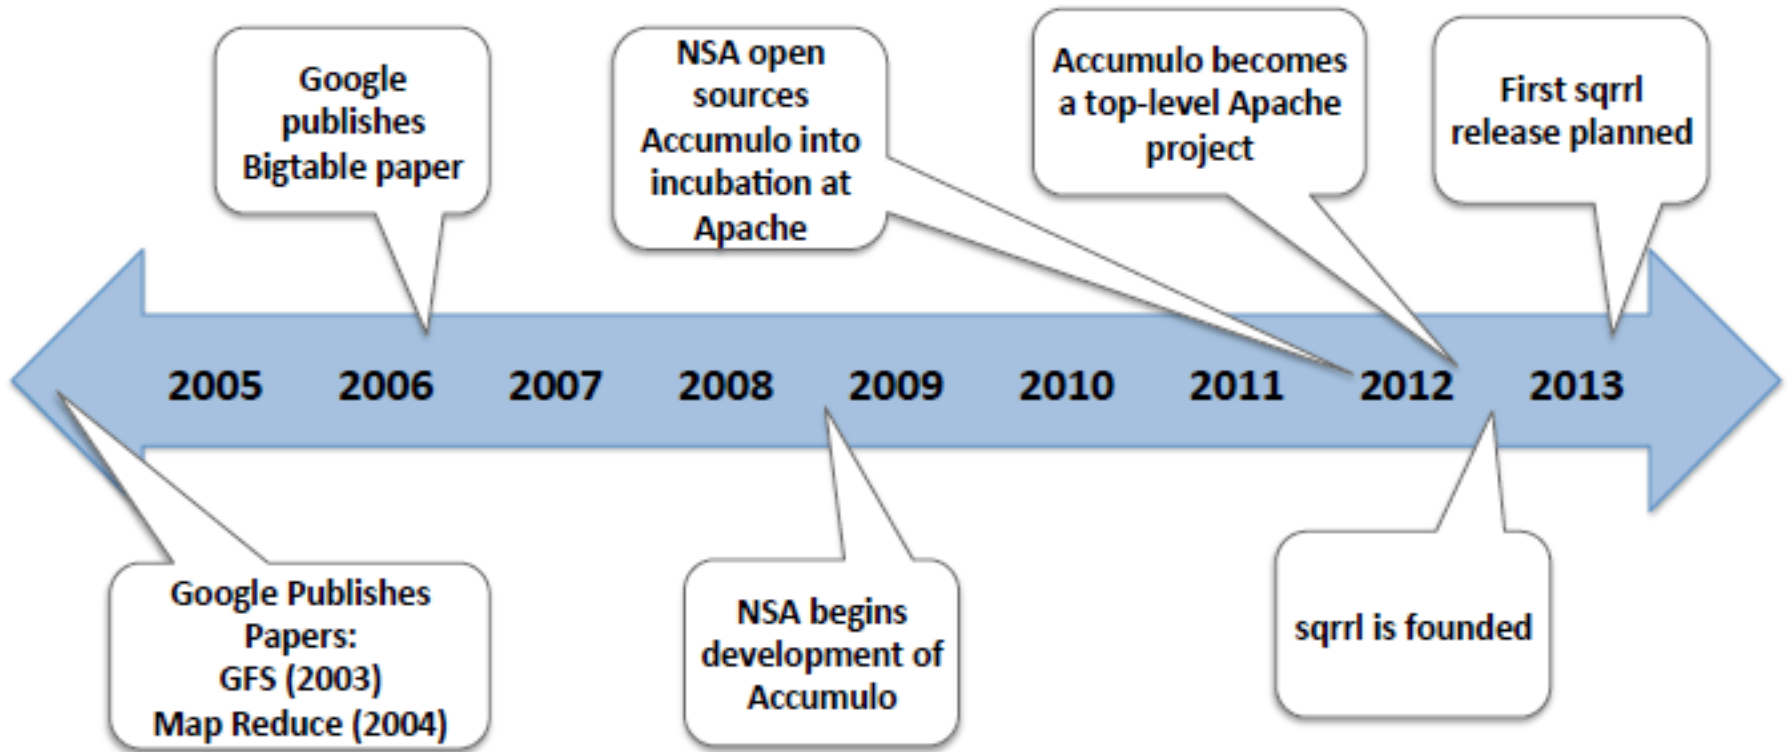 Google
publishes
Bigtable paper
NSA open
sources
Accumulo into
incubation at
Apache
Accumulo becomes
a top-level Apache
project
First sqrrl
release planned
2005 2006 2007 2008 2009 2010 2011 2012 2013
Google Publishes
Papers:
GFS (2003)
Map Reduce (2004)
NSA begins
development of
Accumulo
sqrrl is founded